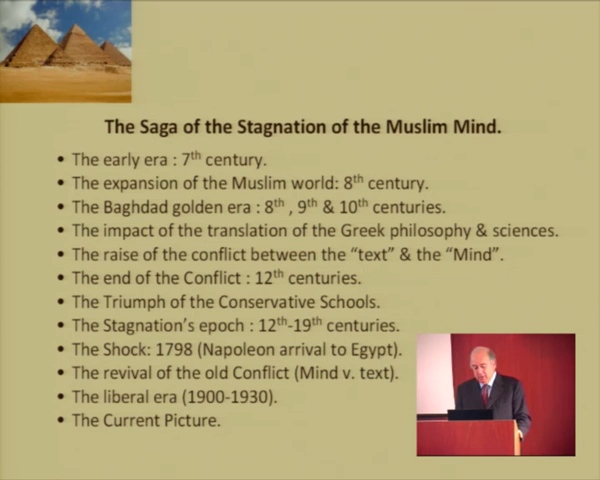 The Saga of the Stagnation of the Muslim Mind.
• The early era : 7th century.
• The expansion of the Muslim world: 8th century.
• The Baghdad golden era : 8th , 9th & 10th centuries.
• The impact of the translation of the Greek philosophy & sciences.
• The raise of the conflict between the “text” & the “Mind”.
• The end of the Conflict : 12th centuries.
• The Triumph of the Conservative Schools.
• The Stagnation’s epoch : 12th-19th centuries.
• The Shock: 1798 (Napoleon arrival to Egypt).
• The revival of the old Conflict (Mind v. text).
• The liberal era (1900-1930).
• The Current Picture.